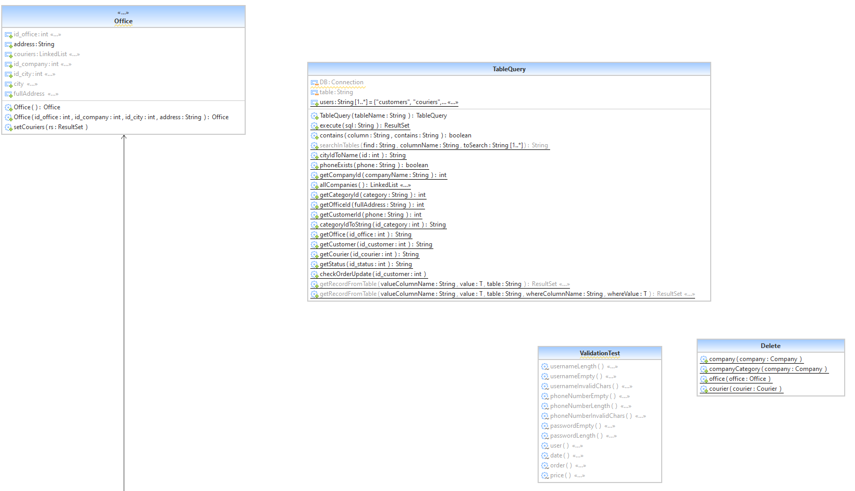 «...»
Office
id_office : int «...»
address : String
couriers : LinkedList «...»
id_company : int «...»
id_city : int «...»
city «...»
fullAddress «...»
Office ( ) : Office
Office ( id_office : int , id_company : int , id_city : int , address : String ) : Office
setCouriers ( rs : ResultSet )
TableQuery
DB : Connection
table : String
users : String [1..*] = {"customers", "couriers",... «...»
TableQuery ( tableName : String ) : TableQuery
execute ( sql : String ) : ResultSet
contains ( column : String , contains : String ) : boolean
searchInTables ( find : String , columnName : String , toSearch : String [1..*] ) : String
cityIdToName ( id : int ) : String
phoneExists ( phone : String ) : boolean
getCompanyId ( companyName : String ) : int
allCompanies ( ) : LinkedList «...»
getCategoryId ( category : String ) : int
getOfficeId ( fullAddress : String ) : int
getCustomerId ( phone : String ) : int
categoryIdToString ( id_category : int ) : String
getOffice ( id_office : int ) : String
getCustomer ( id_customer : int ) : String
getCourier ( id_courier : int ) : String
getStatus ( id_status : int ) : String
checkOrderUpdate ( id_customer : int )
getRecordFromTable ( valueColumnName : String , value : T , table : String ) : ResultSet «...»
getRecordFromTable ( valueColumnName : String , value : T , table : String , whereColumnName : String , whereValue : T ) : ResultSet «...»
ValidationTest
usernameLength ( ) «...»
usernameEmpty ( ) «...»
usernameInvalidChars ( ) «...»
phoneNumberEmpty ( ) «...»
phoneNumberLength ( ) «...»
phoneNumberInvalidChars ( ) «...»
passwordEmpty ( ) «...»
passwordLength ( ) «...»
user ( ) «...»
date ( ) «...»
order ( ) «...»
price ( ) «...»
Delete
company ( company : Company )
companyCategory ( company : Company )
office ( office : Office )
courier ( courier : Courier )